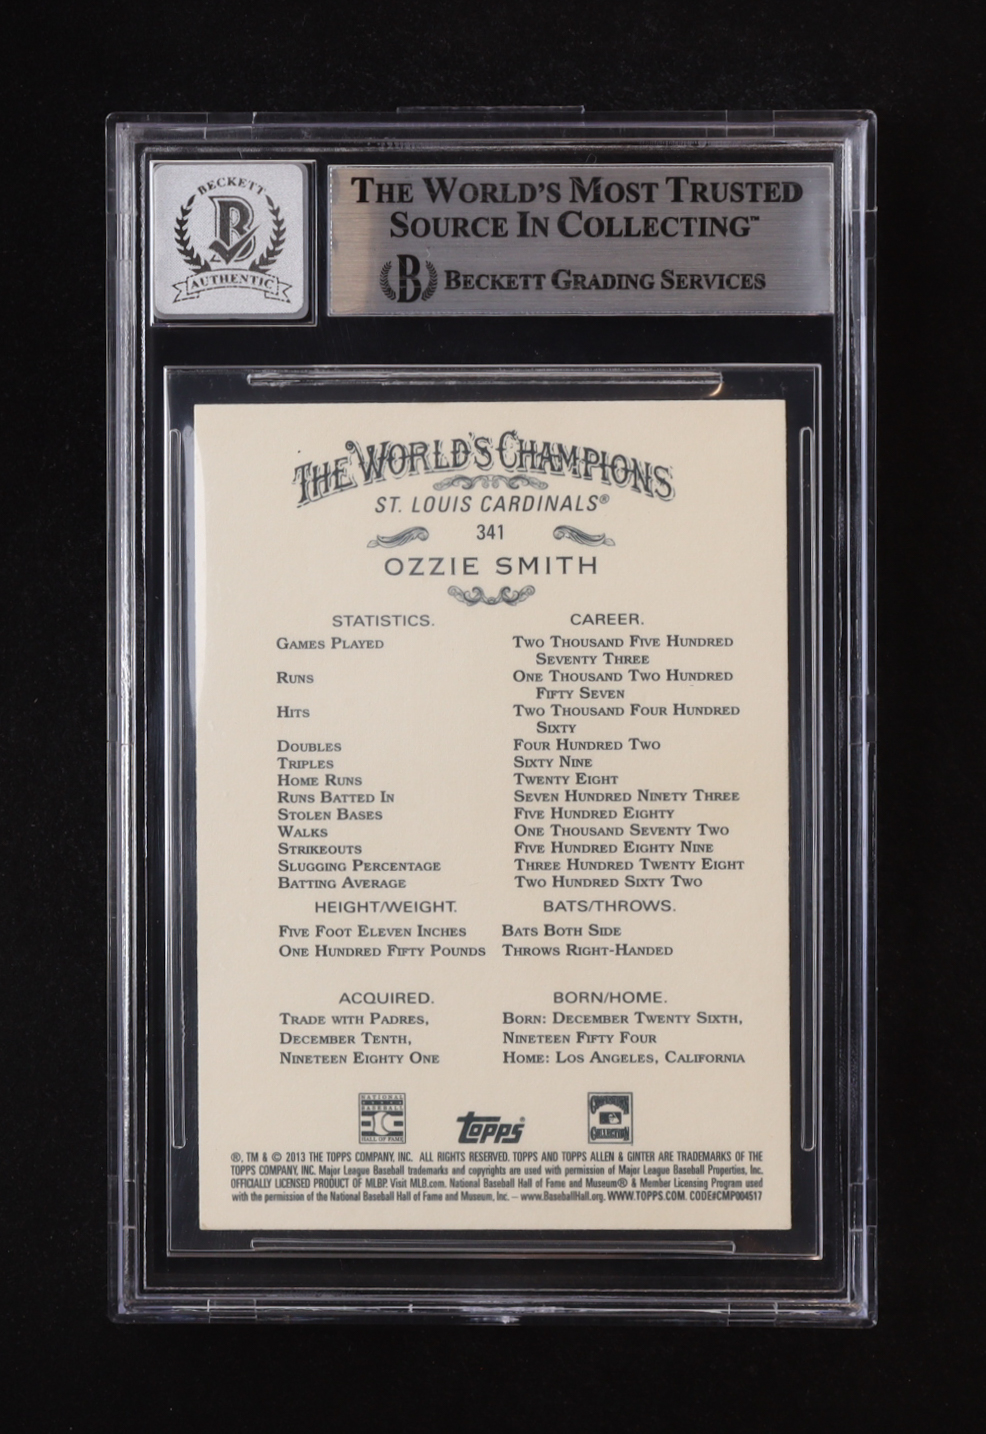 BECKETT
B
AUTHENTIC
THE WORLD'S MOST TRUSTED
SOURCE IN COLLECTING™
B BECKETT GRADING SERVICES
THE WORLD'S CHAMPIONS
ST. LOUIS CARDINALS®
341
OZZIE SMITH
STATISTICS. CAREER.
GAMES PLAYED TWO THOUSAND FIVE HUNDRED
SEVENTY THREE
RUNS ONE THOUSAND TWO HUNDRED
FIFTY SEVEN
HITS TWO THOUSAND FOUR HUNDRED
SIXTY
DOUBLES FOUR HUNDRED TWO
TRIPLES SIXTY NINE
HOME RUNS TWENTY EIGHT
RUNS BATTED IN SEVEN HUNDRED NINETY THREE
STOLEN BASES FIVE HUNDRED EIGHTY
WALKS ONE THOUSAND SEVENTY TWO
STRIKEOUTS FIVE HUNDRED EIGHTY NINE
SLUGGING PERCENTAGE THREE HUNDRED TWENTY EIGHT
BATTING AVERAGE TWO HUNDRED SIXTY TWO
HEIGHT/WEIGHT. BATS/THROWS.
FIVE FOOT ELEVEN INCHES BATS BOTH SIDE
ONE HUNDRED FIFTY POUNDS THROWS RIGHT-HANDED
ACQUIRED. BORN/HOME.
TRADE WITH PADRES, BORN: DECEMBER TWENTY SIXTH,
DECEMBER TENTH, NINETEEN FIFTY FOUR
NINETEEN EIGHTY ONE HOME: LOS ANGELES, CALIFORNIA
NATIONAL
BASEBALL
HALL OF FAME
Topps®
COOPERSTOWN
COLLECTION
®, TM & © 2013 THE TOPPS COMPANY, INC. ALL RIGHTS RESERVED. TOPPS AND TOPPS ALLEN & GINTER ARE TRADEMARKS OF THE
TOPPS COMPANY, INC. Major League Baseball trademarks and copyrights are used with permission of Major League Baseball Properties, Inc.
OFFICIALLY LICENSED PRODUCT OF MLBP. Visit MLB.com. National Baseball Hall of Fame and Museum® & Member Licensing Program used
with the permission of the National Baseball Hall of Fame and Museum, Inc. – www.BaseballHall.org. WWW.TOPPS.COM. CODE#CMP004517